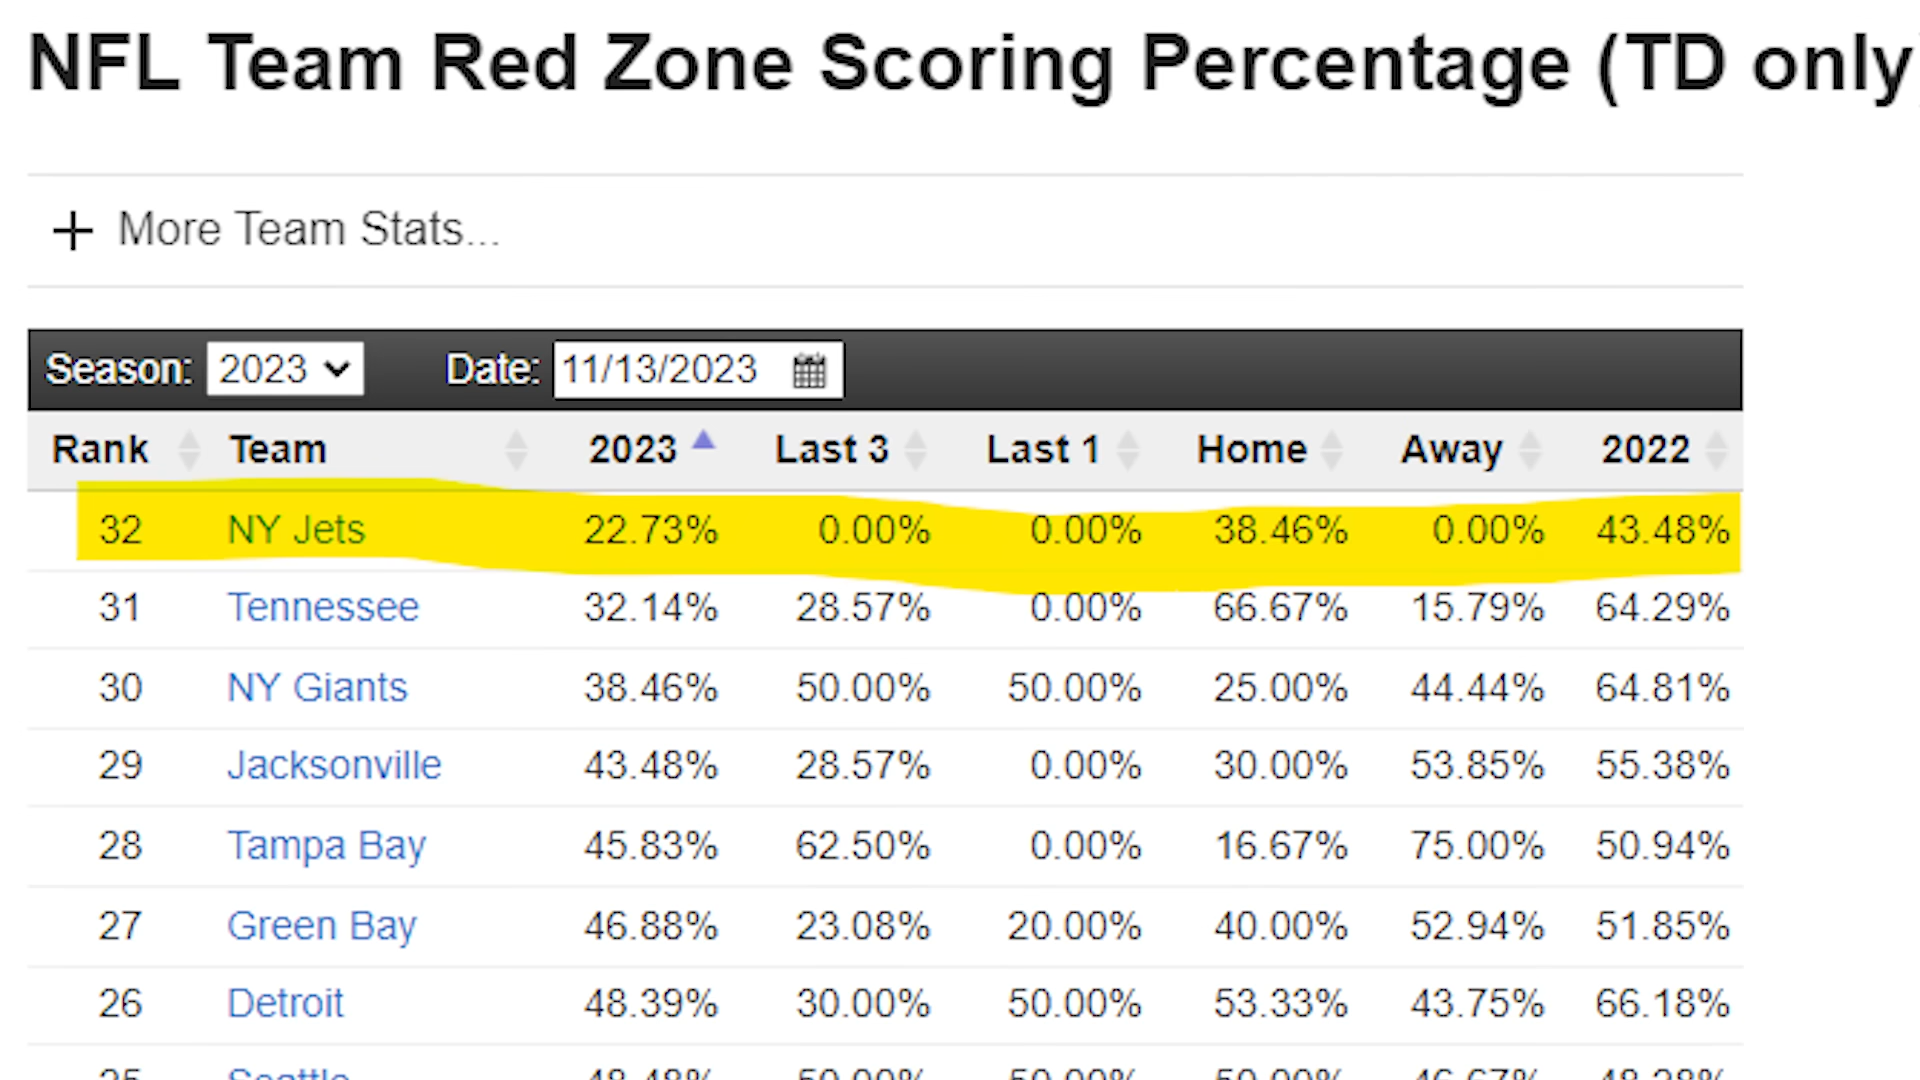 NFL Team Red Zone Scoring Percentage (TD only)
+ More Team Stats...
Season: 2023 Date: 11/13/2023
Rank Team 2023 Last 3 Last 1 Home Away 2022
32 NY Jets 22.73% 0.00% 0.00% 38.46% 0.00% 43.48%
31 Tennessee 32.14% 28.57% 0.00% 66.67% 15.79% 64.29%
30 NY Giants 38.46% 50.00% 50.00% 25.00% 44.44% 64.81%
29 Jacksonville 43.48% 28.57% 0.00% 30.00% 53.85% 55.38%
28 Tampa Bay 45.83% 62.50% 0.00% 16.67% 75.00% 50.94%
27 Green Bay 46.88% 23.08% 20.00% 40.00% 52.94% 51.85%
26 Detroit 48.39% 30.00% 50.00% 53.33% 43.75% 66.18%
25 Seattle